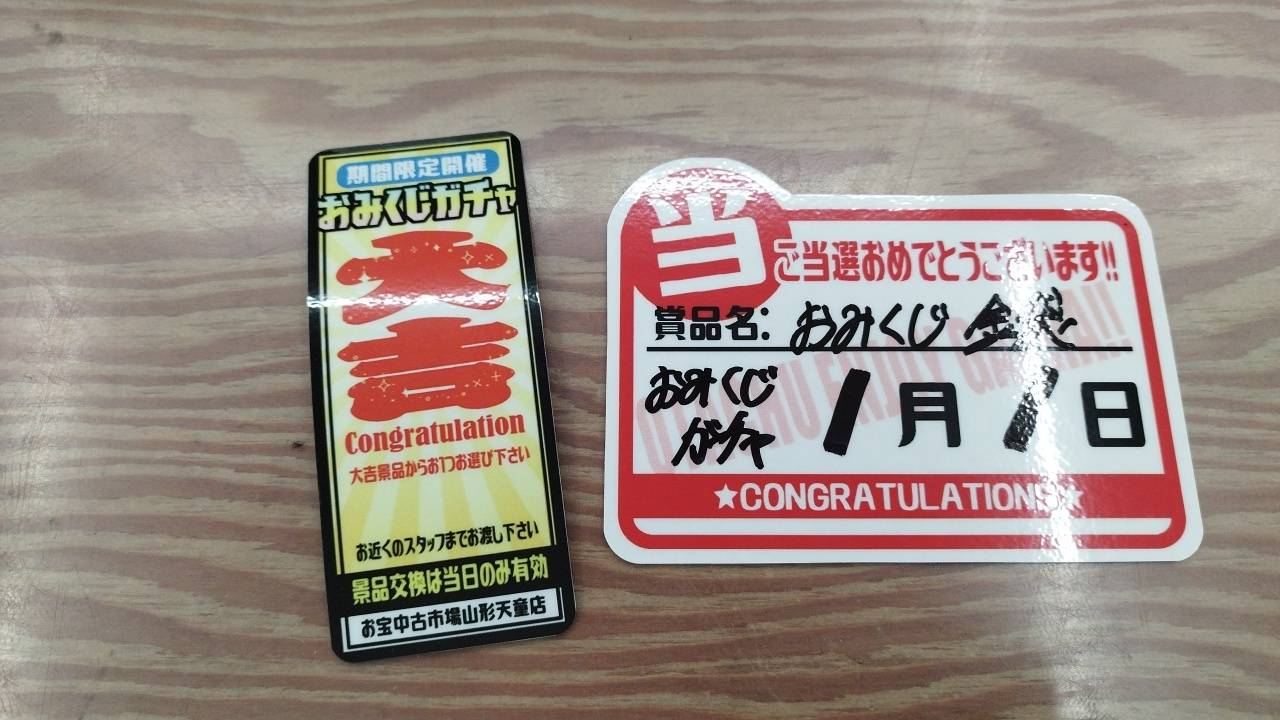 期間限定開催
おみくじガチャ
大吉
Congratulation
大吉景品からお1つお選び下さい
お近くのスタッフまでお渡し下さい
景品交換は当日のみ有効
お宝中古市場山形天童店
当
ご当選おめでとうございます!!
賞品名: おみくじ 金袋
おみくじ
ガチャ
1月1日
★CONGRATULATIONS★